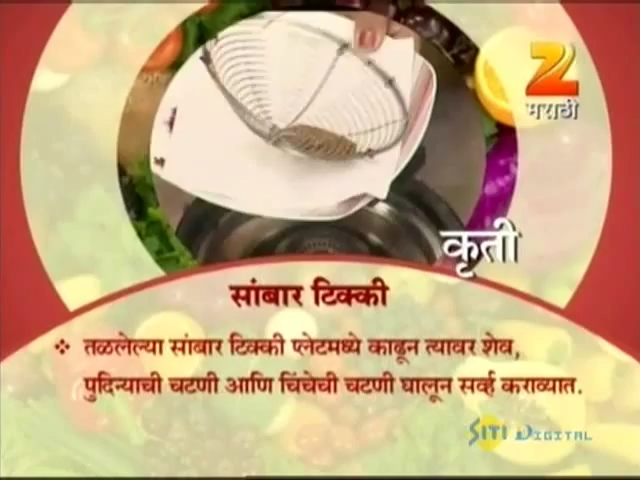 Z
मराठी
कृती
सांबार टिक्की
❖ तळलेल्या सांबार टिक्की प्लेटमध्ये काढून त्यावर शेव,
पुदिन्याची चटणी आणि चिंचेची चटणी घालून सर्व्ह कराव्यात.
SITI DIGITAL